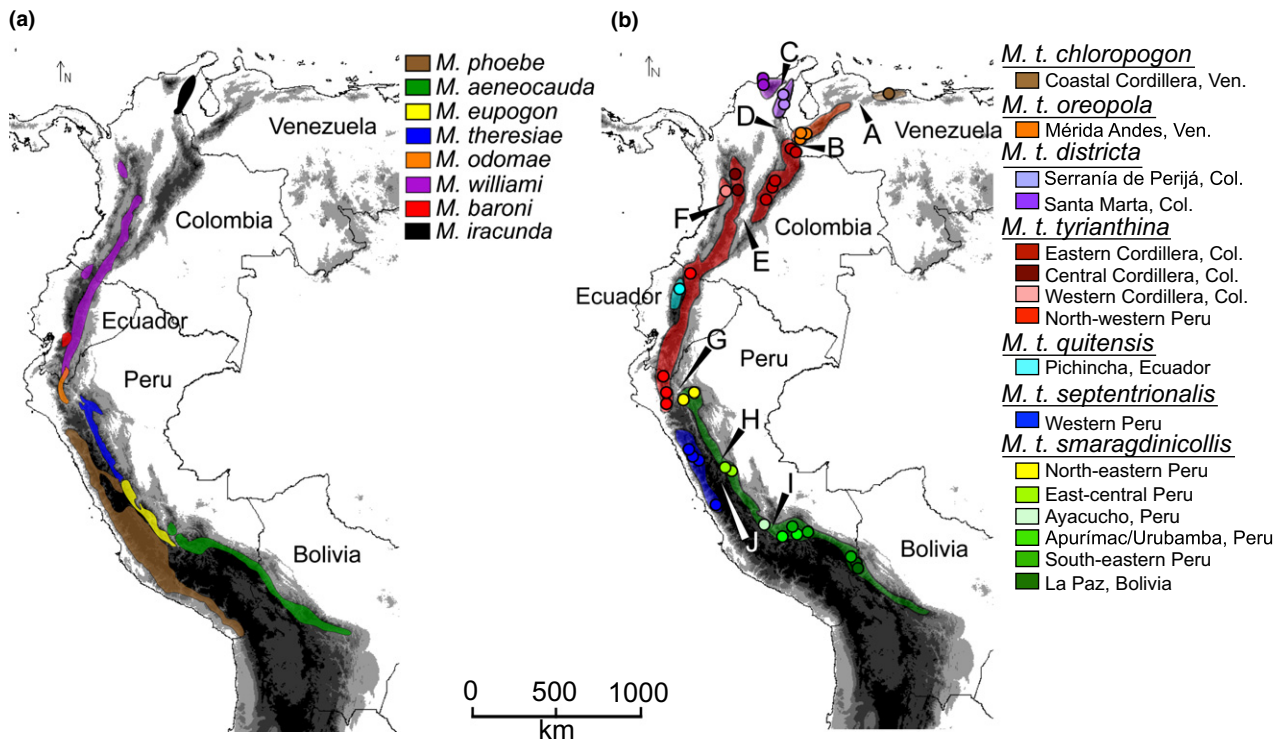 (a)
N
Venezuela
Colombia
Ecuador
Peru
Bolivia
M. phoebe
M. aeneocauda
M. eupogon
M. theresiae
M. odomae
M. williami
M. baroni
M. iracunda
0 500 1000
km
(b)
N
C
D
A
Venezuela
B
F
Colombia
E
Ecuador
G
Peru
H
I
J
Bolivia
M. t. chloropogon
Coastal Cordillera, Ven.
M. t. oreopola
Mérida Andes, Ven.
M. t. districta
Serranía de Perijá, Col.
Santa Marta, Col.
M. t. tyrianthina
Eastern Cordillera, Col.
Central Cordillera, Col.
Western Cordillera, Col.
North-western Peru
M. t. quitensis
Pichincha, Ecuador
M. t. septentrionalis
Western Peru
M. t. smaragdinicollis
North-eastern Peru
East-central Peru
Ayacucho, Peru
Apurímac/Urubamba, Peru
South-eastern Peru
La Paz, Bolivia